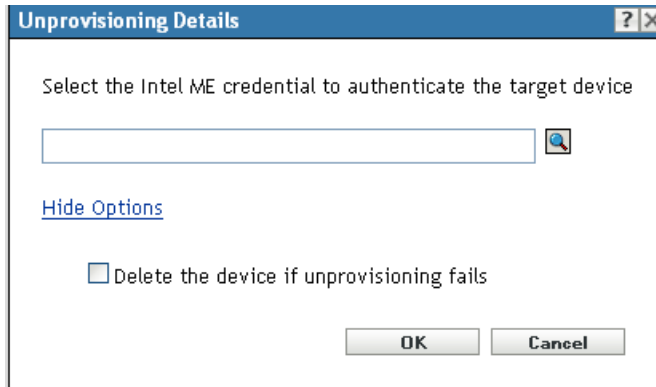 Unprovisioning Details ? X
Select the Intel ME credential to authenticate the target device
Hide Options
Delete the device if unprovisioning fails
OK Cancel